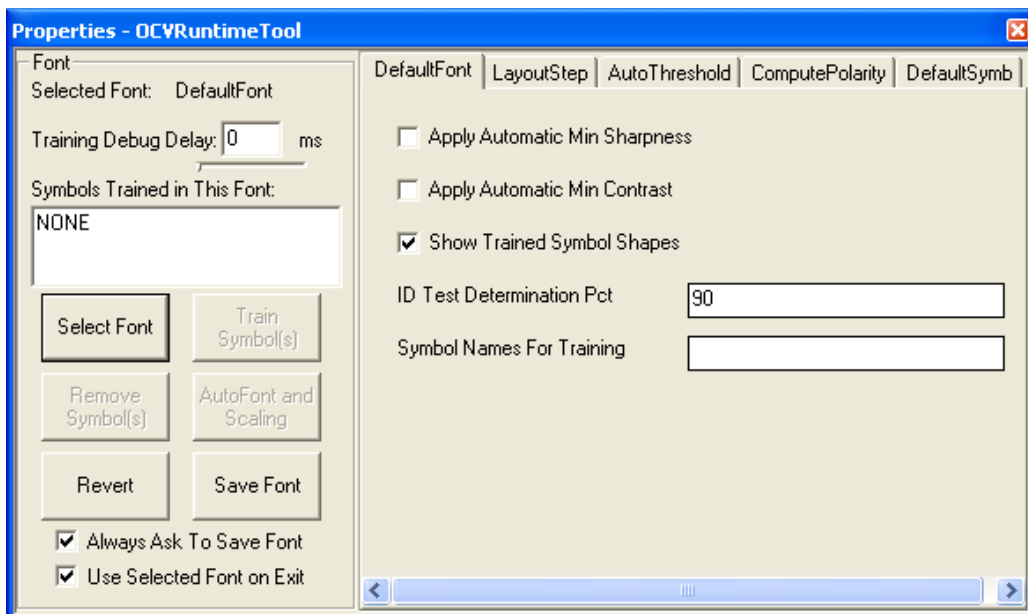 Properties - OCVRuntimeTool
Font
Selected Font: DefaultFont
Training Debug Delay: 0 ms
Symbols Trained in This Font:
NONE
Select Font
Train
Symbol(s)
Remove
Symbol(s)
AutoFont and
Scaling
Revert
Save Font
Always Ask To Save Font
Use Selected Font on Exit
DefaultFont LayoutStep AutoThreshold ComputePolarity DefaultSymb
Apply Automatic Min Sharpness
Apply Automatic Min Contrast
Show Trained Symbol Shapes
ID Test Determination Pct 90
Symbol Names For Training